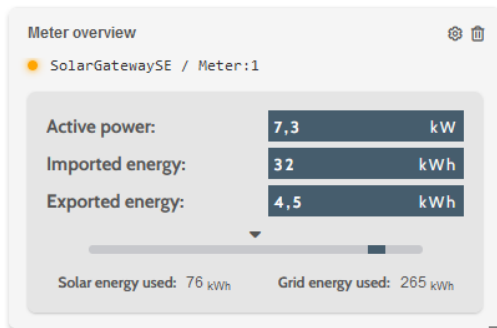 Meter overview
SolarGatewaySE / Meter:1
Active power: 7,3 kW
Imported energy: 32 kWh
Exported energy: 4,5 kWh
Solar energy used: 76 kWh Grid energy used: 265 kWh